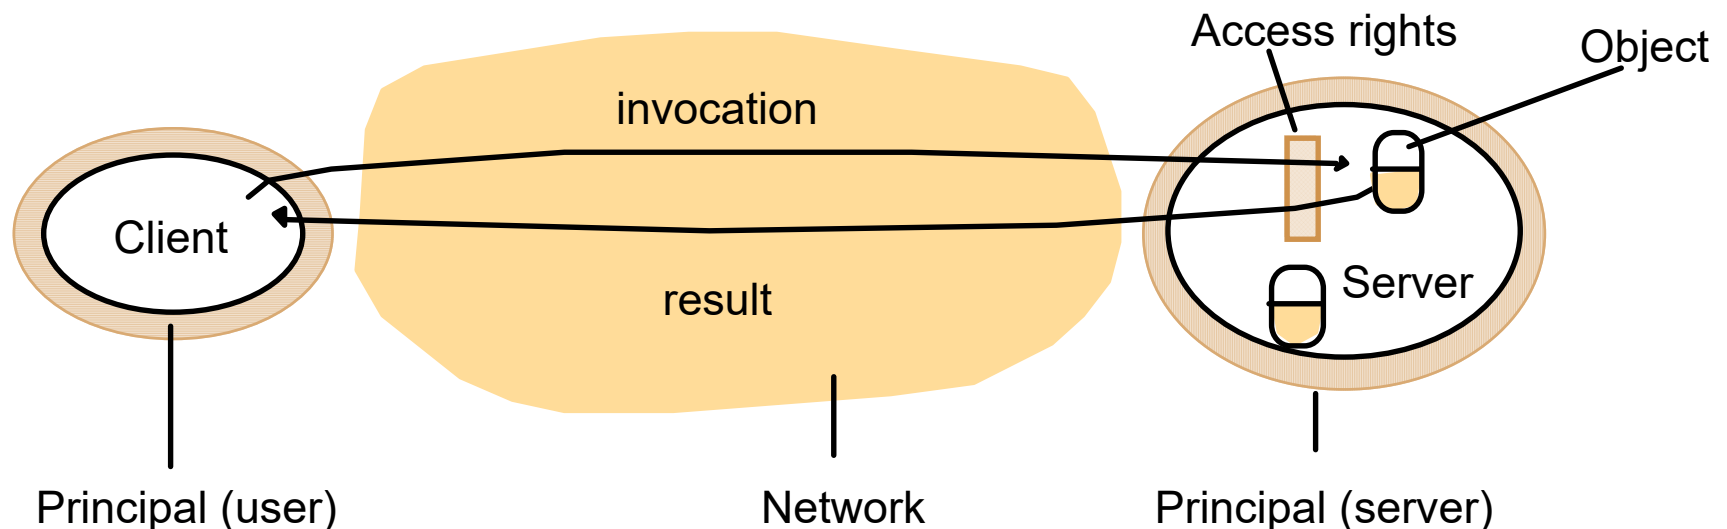 Access rights
Object
invocation
Client
result
Server
Principal (user)
Network
Principal (server)